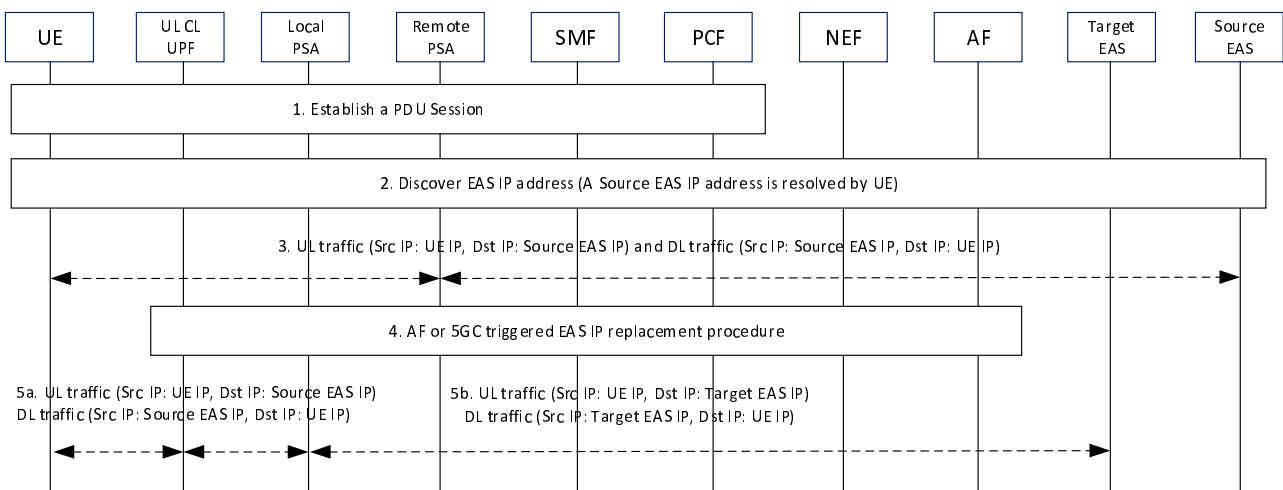 UE
UL CL
UPF
Local
PSA
Remote
PSA
SMF
PCF
NEF
AF
Target
EAS
Source
EAS
1. Establish a PDU Session
2. Discover EAS IP address (A Source EAS IP address is resolved by UE)
3. UL traffic (Src IP: UE IP, Dst IP: Source EAS IP) and DL traffic (Src IP: Source EAS IP, Dst IP: UE IP)
4. AF or 5GC triggered EAS IP replacement procedure
5a. UL traffic (Src IP: UE IP, Dst IP: Source EAS IP)
DL traffic (Src IP: Source EAS IP, Dst IP: UE IP)
5b. UL traffic (Src IP: UE IP, Dst IP: Target EAS IP)
DL traffic (Src IP: Target EAS IP, Dst IP: UE IP)